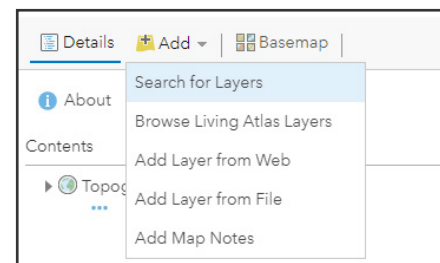 Details Add Basemap
Search for Layers
About
Browse Living Atlas Layers
Contents
Add Layer from Web
Add Layer from File
Add Map Notes